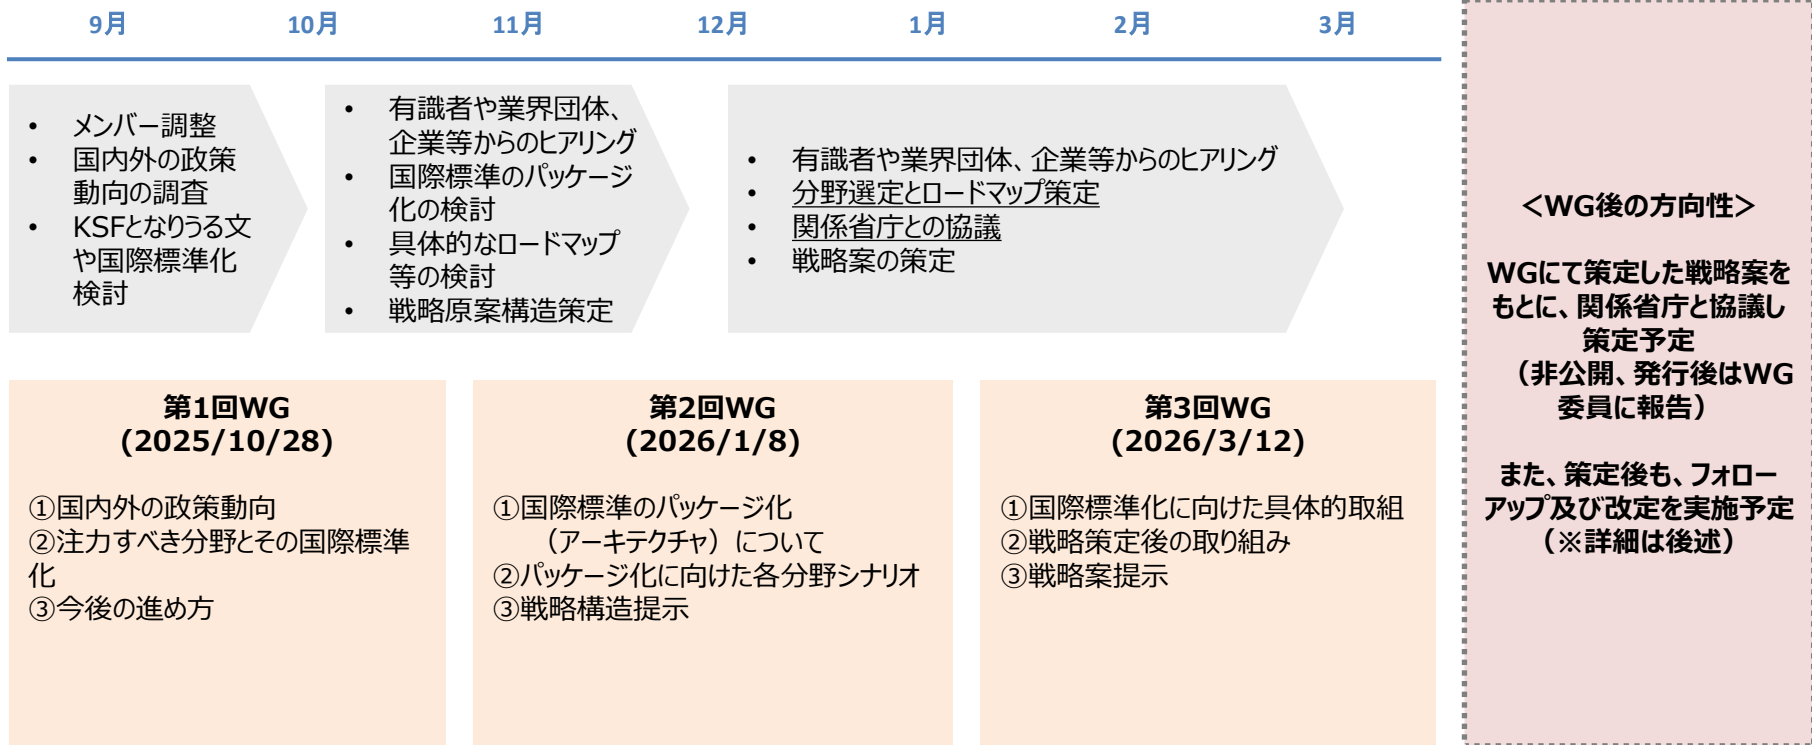 9月 10月 11月 12月 1月 2月 3月
• メンバー調整
• 国内外の政策
動向の調査
• KSFとなりうる文
や国際標準化
検討
• 有識者や業界団体、
企業等からのヒアリング
• 国際標準のパッケージ
化の検討
• 具体的なロードマップ
等の検討
• 戦略原案構造策定
• 有識者や業界団体、企業等からのヒアリング
• 分野選定とロードマップ策定
• 関係省庁との協議
• 戦略案の策定
第1回WG
(2025/10/28)
①国内外の政策動向
②注力すべき分野とその国際標準
化
③今後の進め方
第2回WG
(2026/1/8)
①国際標準のパッケージ化
（アーキテクチャ）について
②パッケージ化に向けた各分野シナリオ
③戦略構造提示
第3回WG
(2026/3/12)
①国際標準化に向けた具体的取組
②戦略策定後の取り組み
③戦略案提示
＜WG後の方向性＞
WGにて策定した戦略案を
もとに、関係省庁と協議し
策定予定
（非公開、発行後はWG
委員に報告）
また、策定後も、フォロー
アップ及び改定を実施予定
（※詳細は後述）